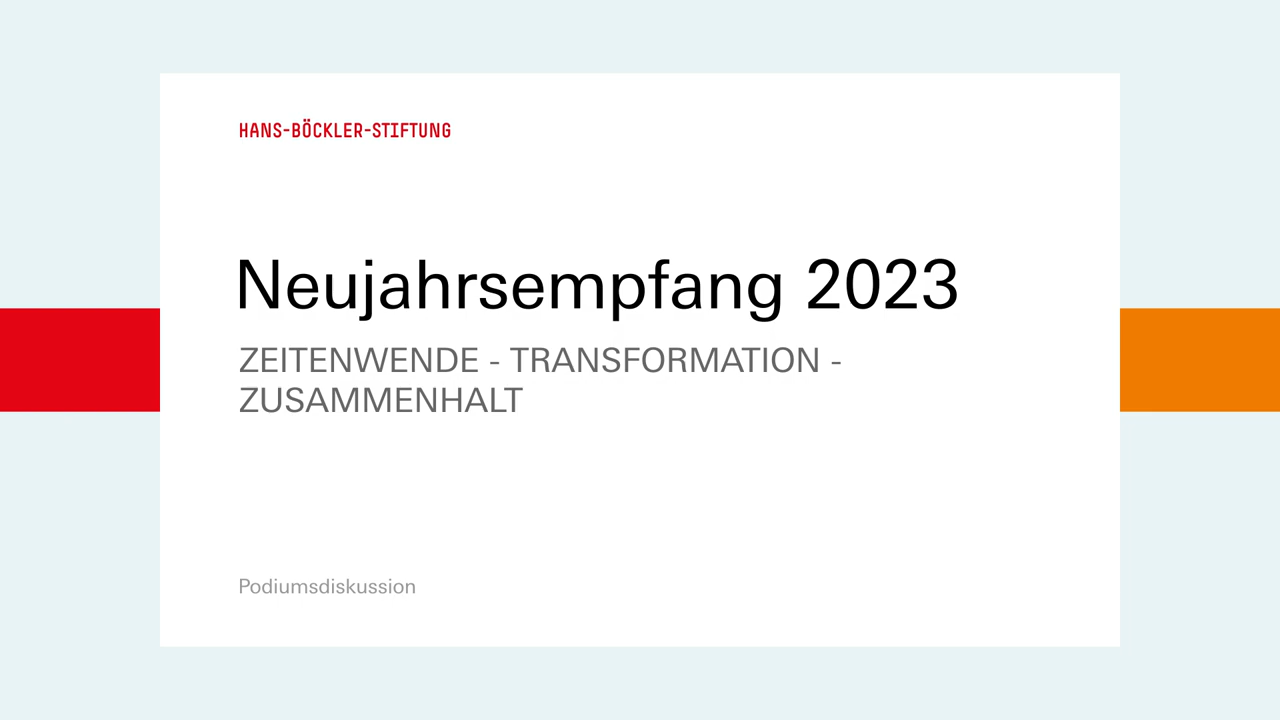 HANS-BÖCKLER-STIFTUNG
Neujahrsempfang 2023
ZEITENWENDE - TRANSFORMATION -
ZUSAMMENHALT
Podiumsdiskussion